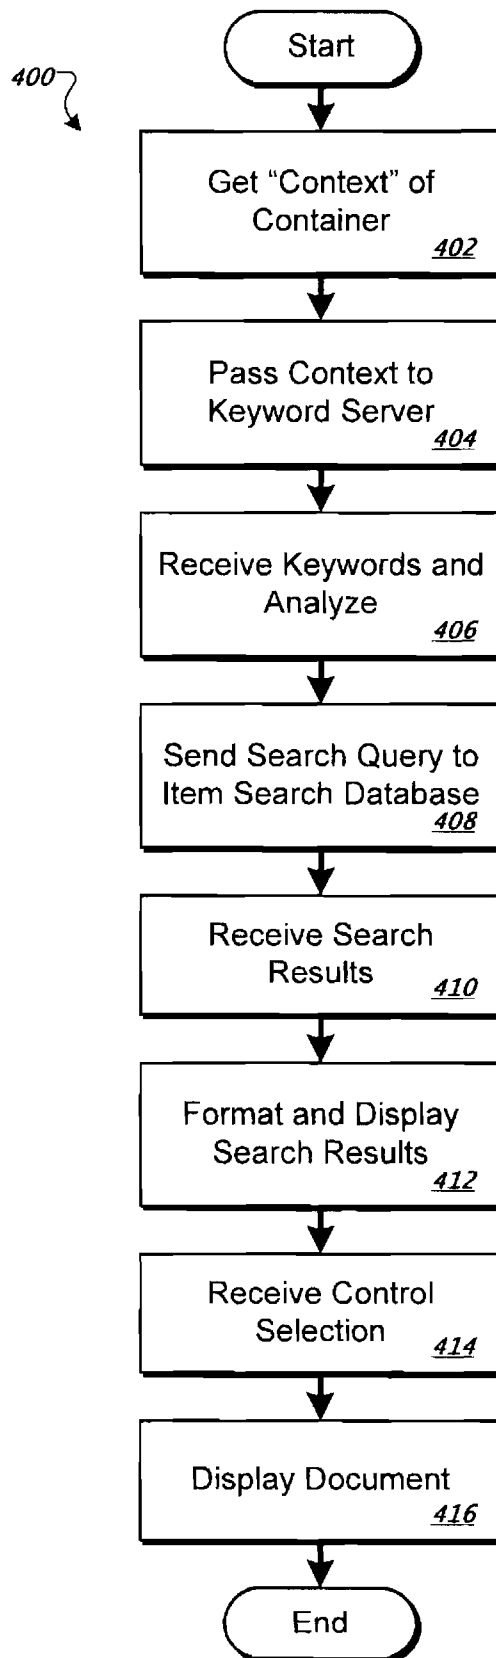 Start
400
Get “Context” of
Container
402
Pass Context to
Keyword Server
404
Receive Keywords and
Analyze
406
Send Search Query to
Item Search Database
408
Receive Search
Results
410
Format and Display
Search Results
412
Receive Control
Selection
414
Display Document
416
End